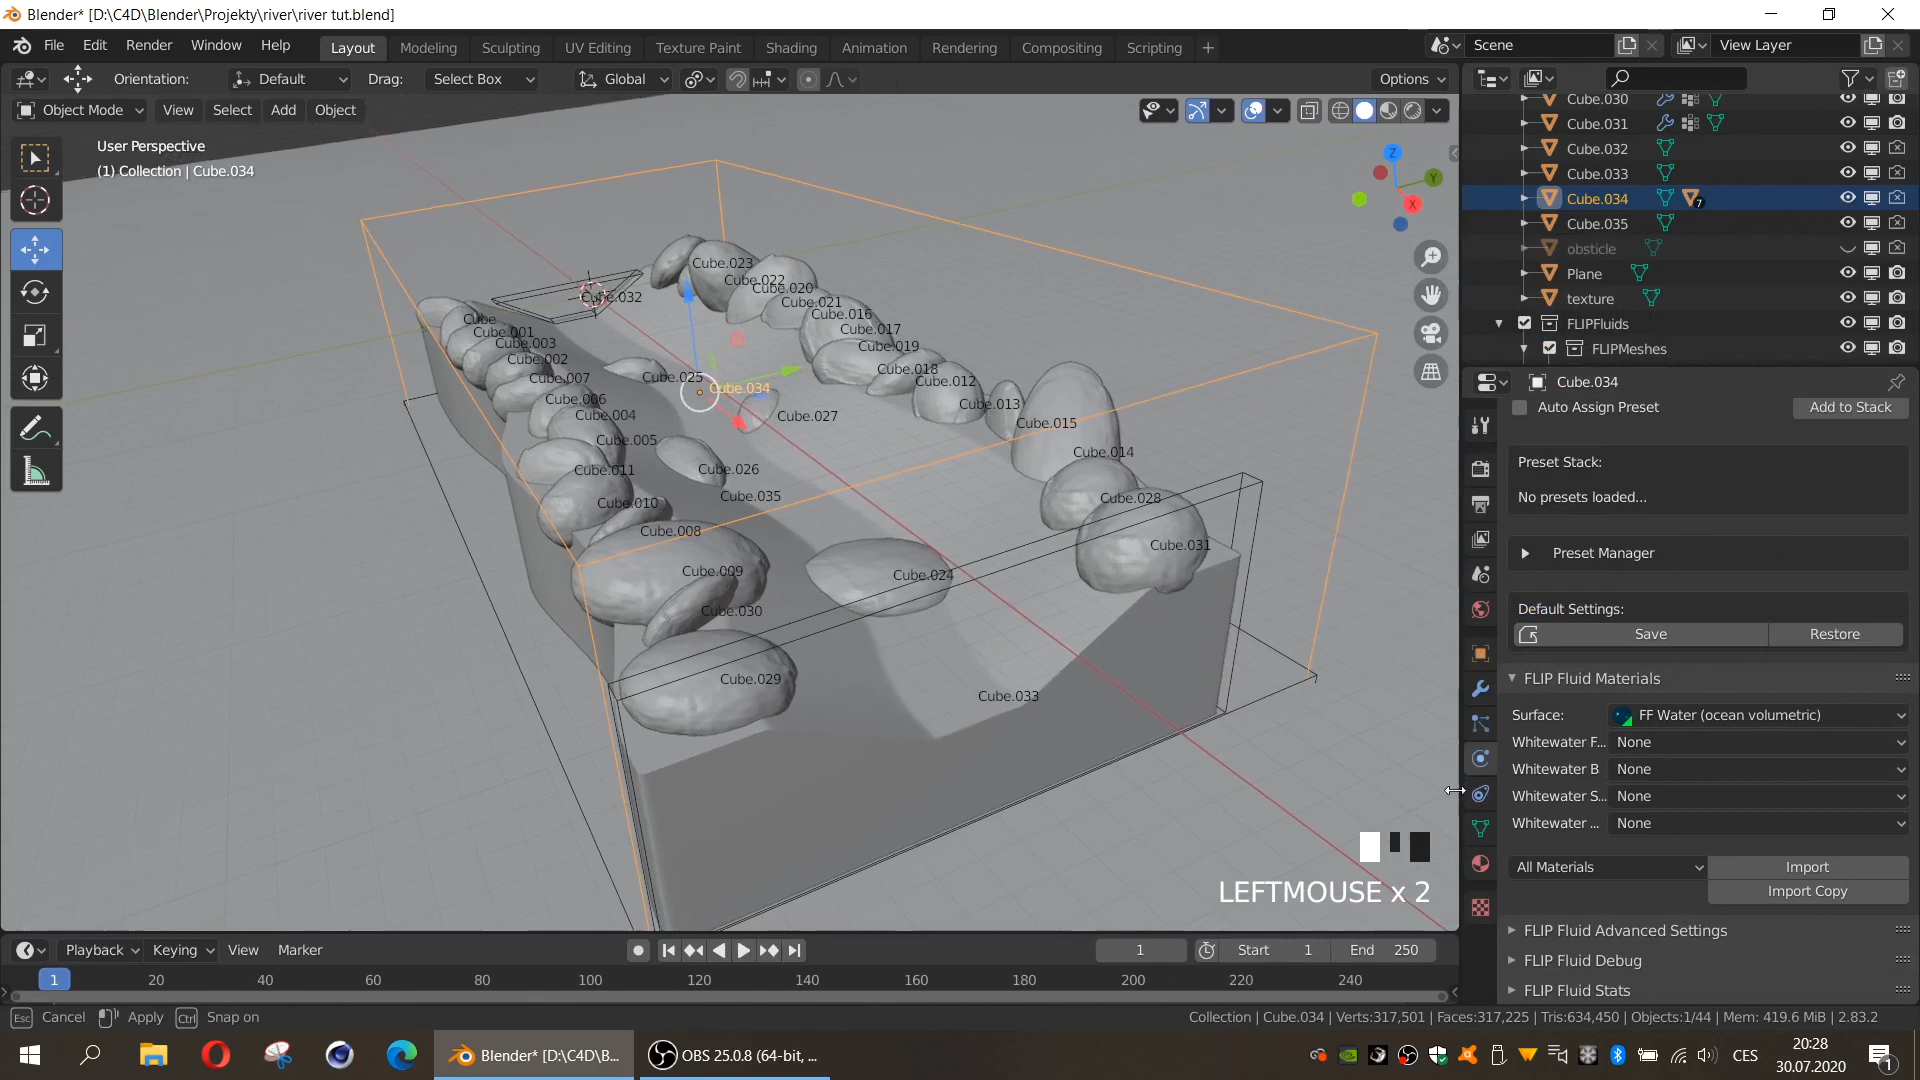 Blender* [D:\C4D\Blender\Projekty\river\river tut.blend]
File Edit Render Window Help Layout Modeling Sculpting UV Editing Texture Paint Shading Animation Rendering Compositing Scripting + Scene View Layer
Orientation: Default Drag: Select Box Global Options
Object Mode View Select Add Object
User Perspective
(1) Collection | Cube.034
Z
Y
X
Cube.023
Cube.022
Cube.020
Cube.021
Cube.032
Cube.016
Cube
Cube.017
Cube.001
Cube.003
Cube.019
Cube.002
Cube.018
Cube.025
Cube.007
Cube.012
Cube.034
Cube.006
Cube.013
Cube.004
Cube.027
Cube.015
Cube.005
Cube.014
Cube.011
Cube.026
Cube.035
Cube.028
Cube.010
Cube.008
Cube.031
Cube.009
Cube.024
Cube.030
Cube.029
Cube.033
LEFTMOUSE x 2
Cube.030
Cube.031
Cube.032
Cube.033
Cube.034 7
Cube.035
obsticle
Plane
texture
FLIPFluids
FLIPMeshes
Cube.034
Auto Assign Preset Add to Stack
Preset Stack:
No presets loaded...
Preset Manager
Default Settings:
Save Restore
FLIP Fluid Materials
Surface: FF Water (ocean volumetric)
Whitewater F... None
Whitewater B None
Whitewater S... None
Whitewater ... None
All Materials Import
Import Copy
FLIP Fluid Advanced Settings
FLIP Fluid Debug
FLIP Fluid Stats
Playback Keying View Marker 1 Start 1 End 250
1 20 40 60 80 100 120 140 160 180 200 220 240
Esc Cancel Apply Ctrl Snap on Collection | Cube.034 | Verts:317,501 | Faces:317,225 | Tris:634,450 | Objects:1/44 | Mem: 419.6 MiB | 2.83.2
Blender* [D:\C4D\B... OBS 25.0.8 (64-bit, ... CES 20:28
30.07.2020
1